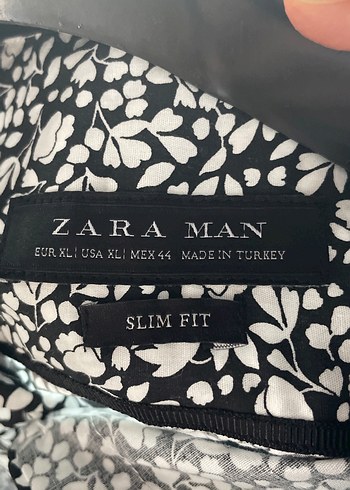 ZARA MAN
EUR XL| USA XL| MEX 44 MADE IN TURKEY
SLIM FIT